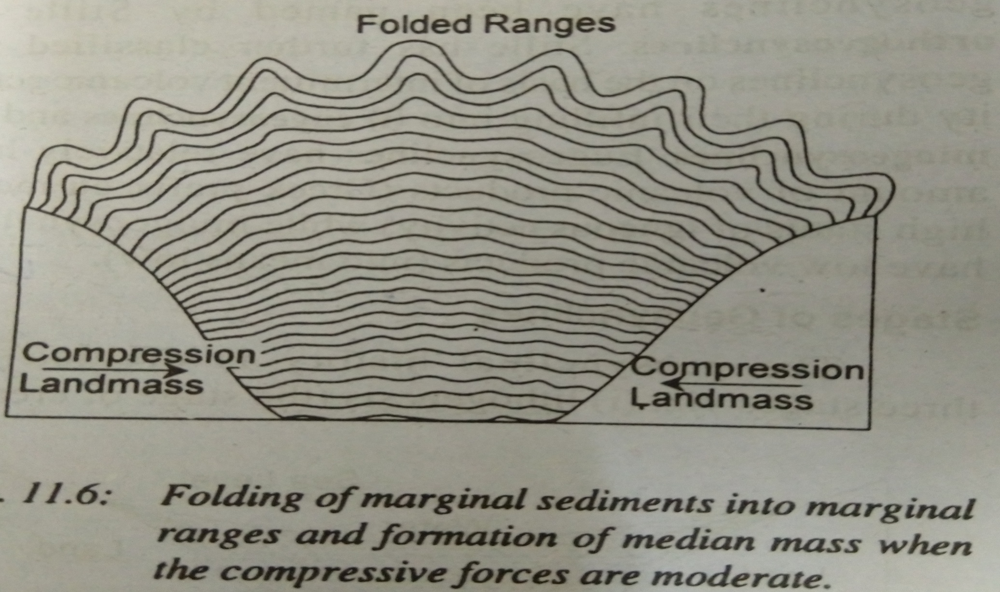 Folded Ranges
Compression
Landmass
Compression
Landmass
. 11.6: Folding of marginal sediments into marginal
ranges and formation of median mass when
the compressive forces are moderate.